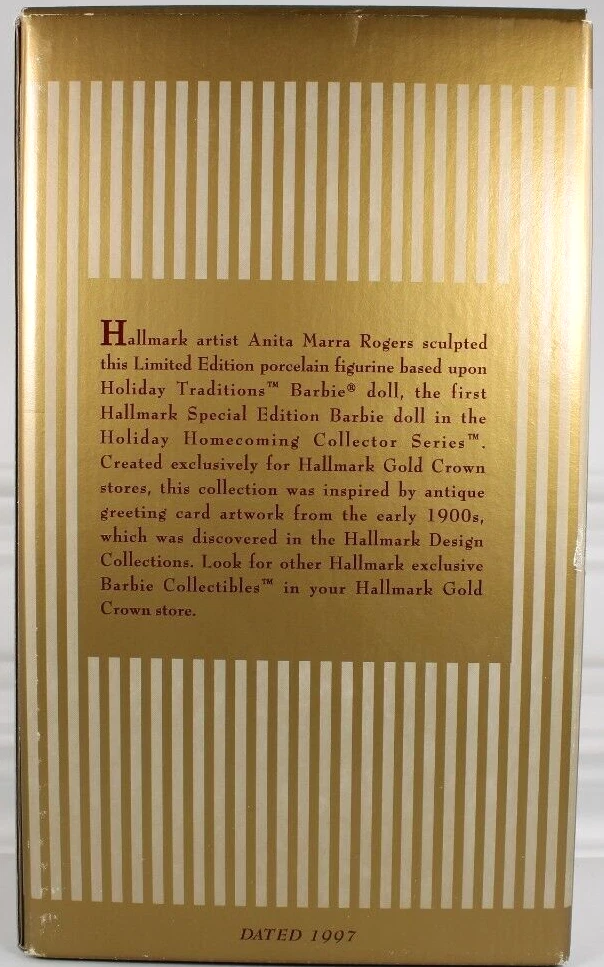 Hallmark artist Anita Marra Rogers sculpted
this Limited Edition porcelain figurine based upon
Holiday Traditions™ Barbie® doll, the first
Hallmark Special Edition Barbie doll in the
Holiday Homecoming Collector Series™.
Created exclusively for Hallmark Gold Crown
stores, this collection was inspired by antique
greeting card artwork from the early 1900s,
which was discovered in the Hallmark Design
Collections. Look for other Hallmark exclusive
Barbie Collectibles™ in your Hallmark Gold
Crown store.
DATED 1997